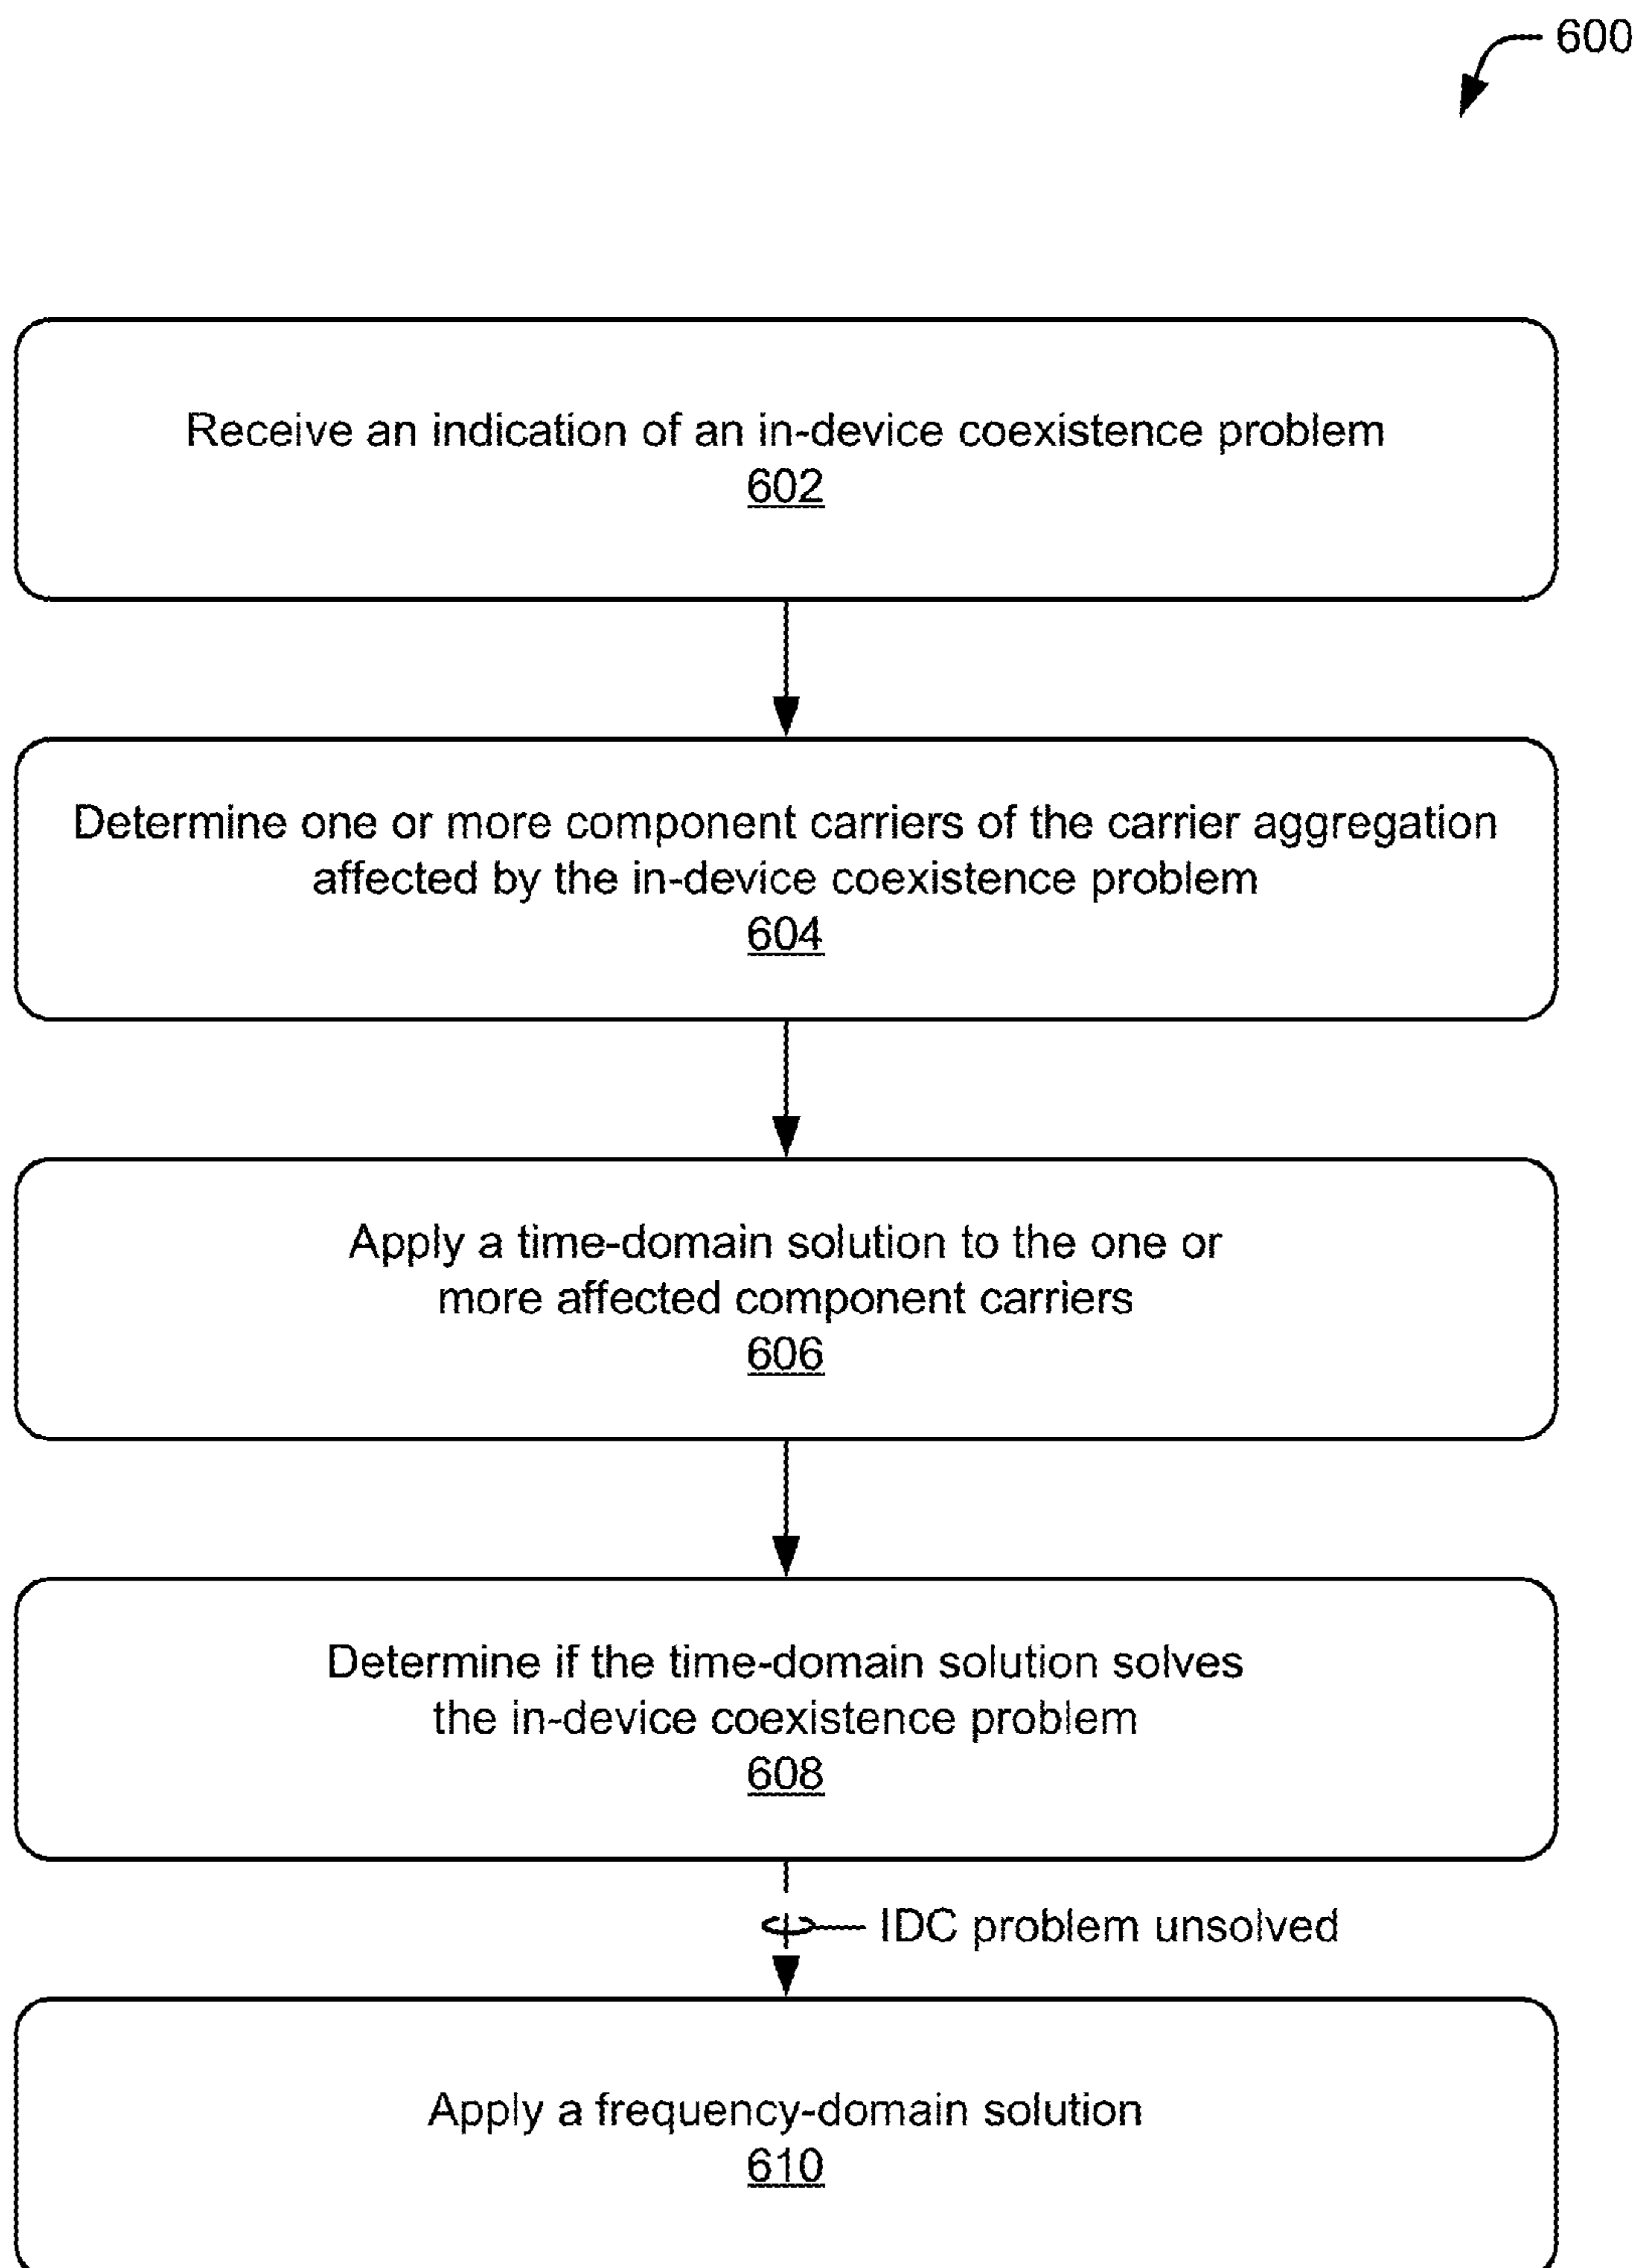 600
Receive an indication of an in-device coexistence problem
602
Determine one or more component carriers of the carrier aggregation
affected by the in-device coexistence problem
604
Apply a time-domain solution to the one or
more affected component carriers
606
Determine if the time-domain solution solves
the in-device coexistence problem
608
IDC problem unsolved
Apply a frequency-domain solution
610